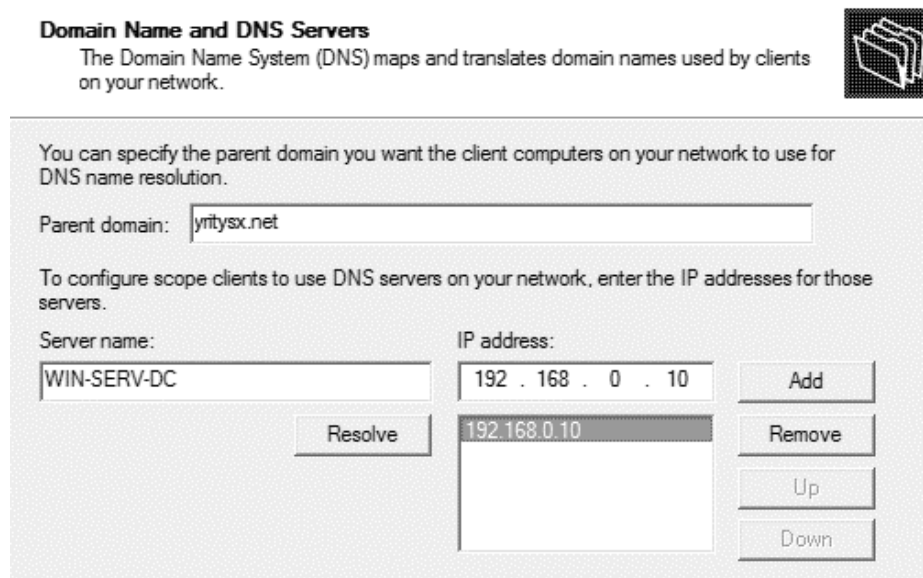 Domain Name and DNS Servers
The Domain Name System (DNS) maps and translates domain names used by clients
on your network.
You can specify the parent domain you want the client computers on your network to use for
DNS name resolution.
Parent domain: yritysx.net
To configure scope clients to use DNS servers on your network, enter the IP addresses for those
servers.
Server name: IP address:
WIN-SERV-DC 192 . 168 . 0 . 10 Add
Resolve 192.168.0.10 Remove
Up
Down